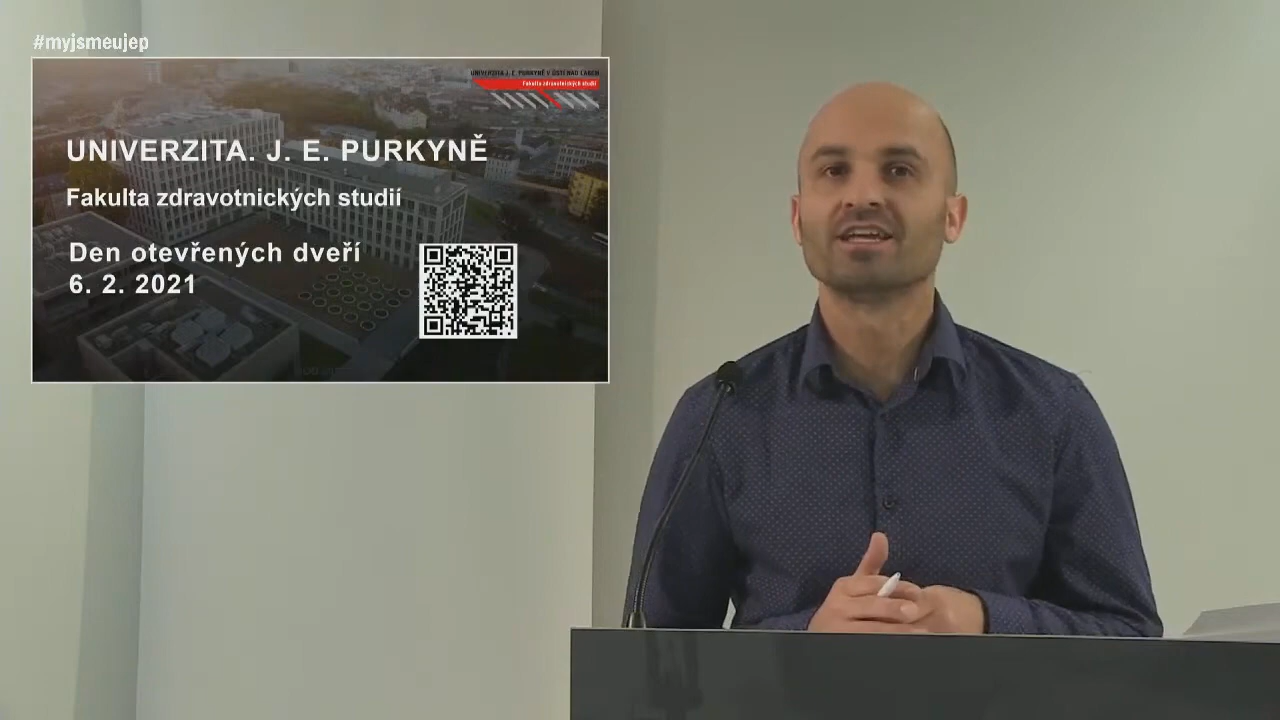 #myjsmeujep
UNIVERZITA J. E. PURKYNĚ V ÚSTÍ NAD LABEM
Fakulta zdravotnických studií
UNIVERZITA. J. E. PURKYNĚ
Fakulta zdravotnických studií
Den otevřených dveří
6. 2. 2021